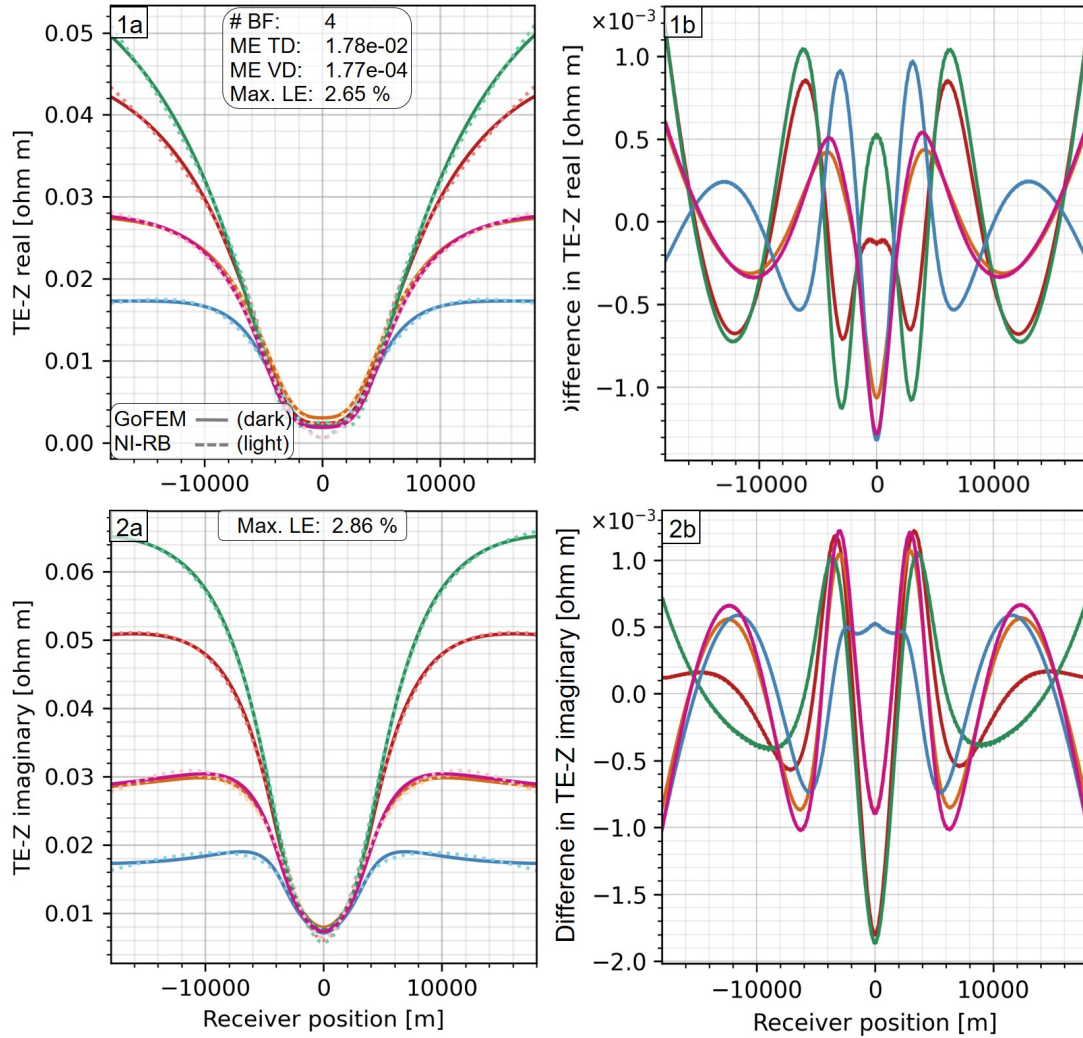 1a
# BF: 4
ME TD: 1.78e-02
ME VD: 1.77e-04
Max. LE: 2.65 %
TE-Z real [ohm m]
0.05
0.04
0.03
0.02
0.01
0.00
GoFEM (dark)
NI-RB (light)
−10000 0 10000
1b
×10⁻³
Difference in TE-Z real [ohm m]
1.0
0.5
0.0
−0.5
−1.0
−10000 0 10000
2a
Max. LE: 2.86 %
TE-Z imaginary [ohm m]
0.06
0.05
0.04
0.03
0.02
0.01
−10000 0 10000
Receiver position [m]
2b
×10⁻³
Differene in TE-Z imaginary [ohm m]
1.0
0.5
0.0
−0.5
−1.0
−1.5
−2.0
−10000 0 10000
Receiver position [m]